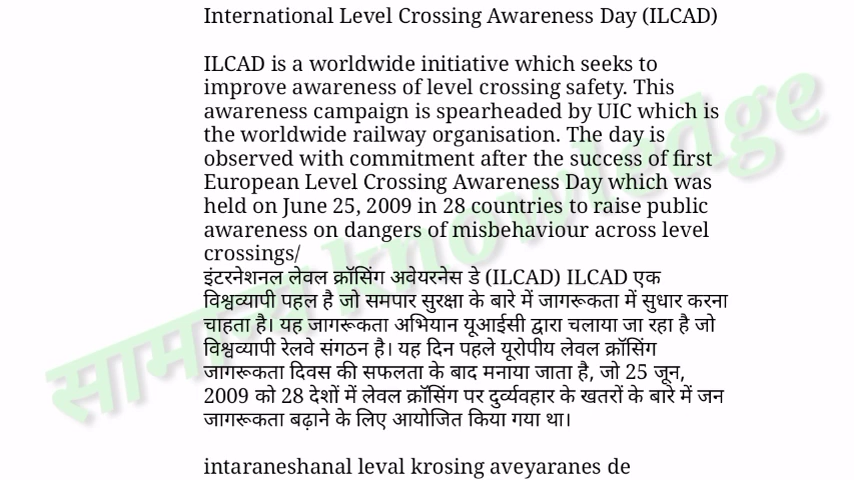 International Level Crossing Awareness Day (ILCAD)
ILCAD is a worldwide initiative which seeks to
improve awareness of level crossing safety. This
awareness campaign is spearheaded by UIC which is
the worldwide railway organisation. The day is
observed with commitment after the success of first
European Level Crossing Awareness Day which was
held on June 25, 2009 in 28 countries to raise public
awareness on dangers of misbehaviour across level
crossings/
इंटरनेशनल लेवल क्रॉसिंग अवेयरनेस डे (ILCAD) ILCAD एक
विश्वव्यापी पहल है जो समपार सुरक्षा के बारे में जागरूकता में सुधार करना
चाहता है। यह जागरूकता अभियान यूआईसी द्वारा चलाया जा रहा है जो
विश्वव्यापी रेलवे संगठन है। यह दिन पहले यूरोपीय लेवल क्रॉसिंग
जागरूकता दिवस की सफलता के बाद मनाया जाता है, जो 25 जून,
2009 को 28 देशों में लेवल क्रॉसिंग पर दुर्व्यवहार के खतरों के बारे में जन
जागरूकता बढ़ाने के लिए आयोजित किया गया था।
intaraneshanal leval krosing aveyaranes de
सामान्य knowledge